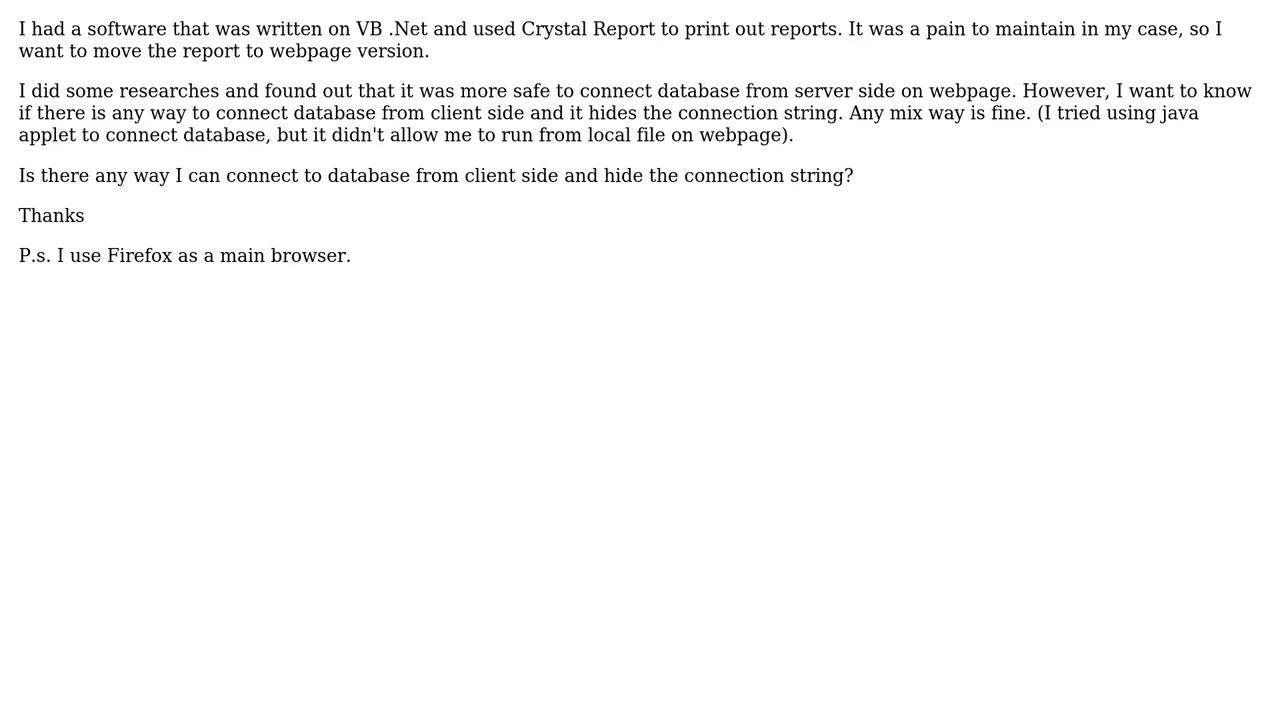 I had a software that was written on VB .Net and used Crystal Report to print out reports. It was a pain to maintain in my case, so I
want to move the report to webpage version.
I did some researches and found out that it was more safe to connect database from server side on webpage. However, I want to know
if there is any way to connect database from client side and it hides the connection string. Any mix way is fine. (I tried using java
applet to connect database, but it didn't allow me to run from local file on webpage).
Is there any way I can connect to database from client side and hide the connection string?
Thanks
P.s. I use Firefox as a main browser.